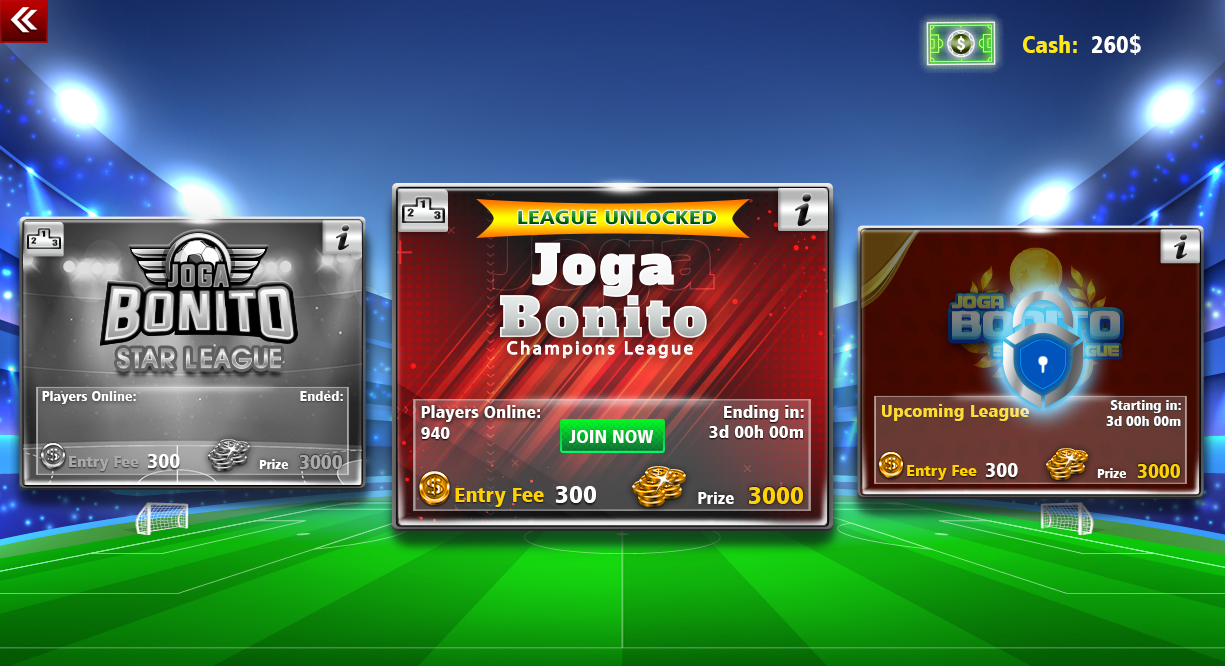 Cash: 260$
1
2 3
JOGA
BONITO
STAR LEAGUE
Players Online: Ended:
Entry Fee 300 Prize 3000
1
2 3
i
LEAGUE UNLOCKED
i
Joga
Bonito
Champions League
Players Online: Ending in:
940 JOIN NOW 3d 00h 00m
Entry Fee 300 Prize 3000
i
JOGA
BONITO
LEAGUE
Upcoming League Starting in:
3d 00h 00m
Entry Fee 300 Prize 3000